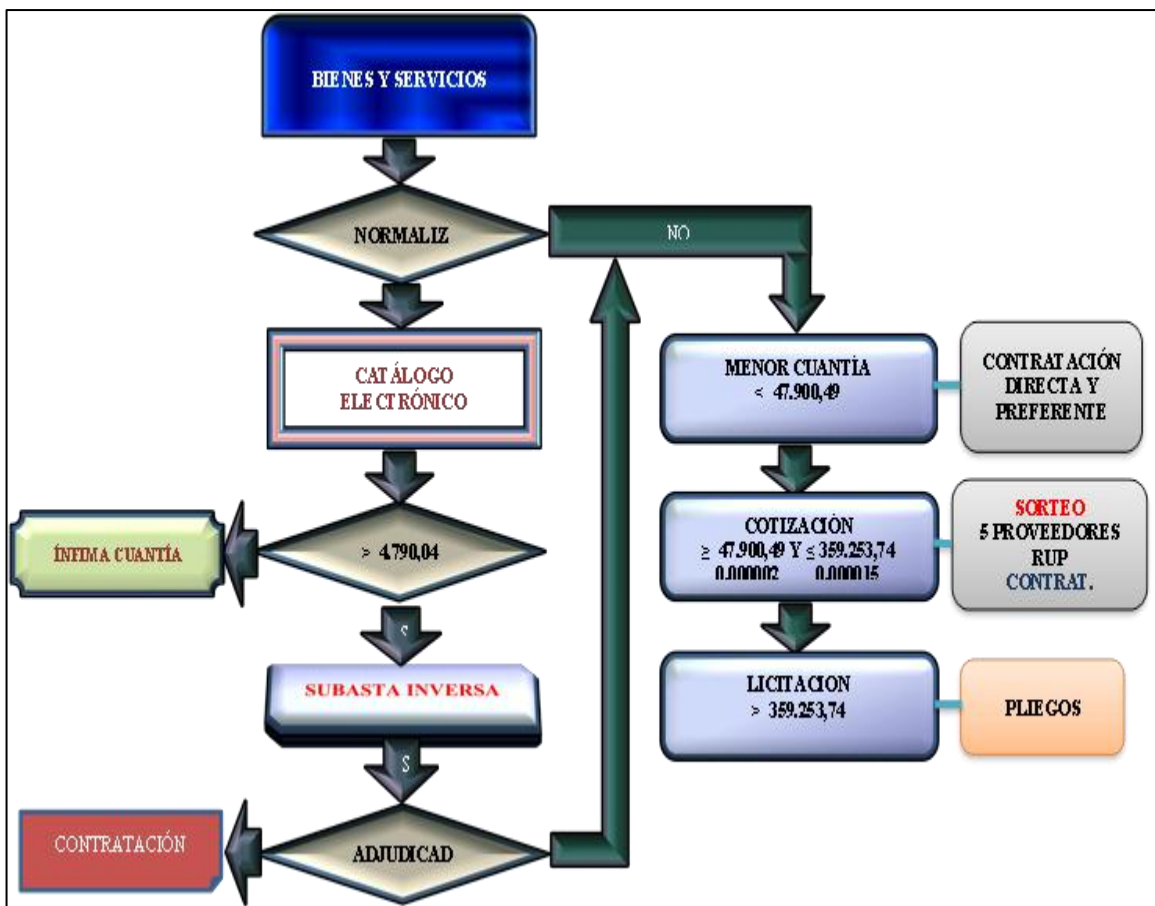 BIENES Y SERVICIOS
NORMALIZ
NO
CATÁLOGO
ELECTRÓNICO
MENOR CUANTÍA
< 47.900,49
CONTRATACIÓN
DIRECTA Y
PREFERENTE
ÍNFIMA CUANTÍA
> 4.790,04
COTIZACIÓN
≥ 47.900,49 Y ≤ 359.253,74
0.000002 0.000015
SORTEO
5 PROVEEDORES
RUP
CONTRAT.
S
SUBASTA INVERSA
LICITACION
> 359.253,74
PLIEGOS
S
CONTRATACIÓN
ADJUDICAD